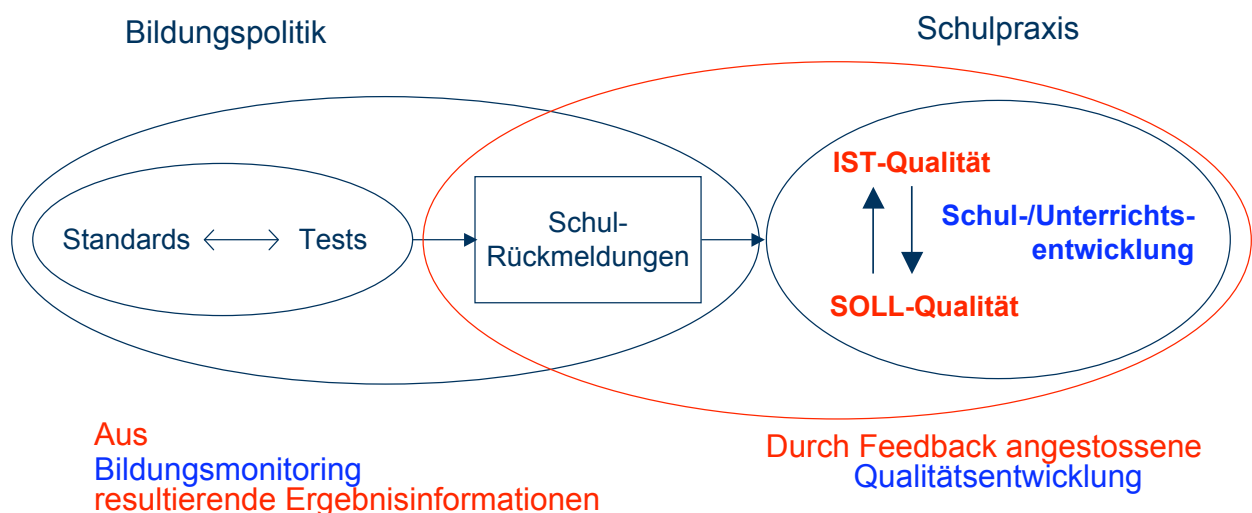 Bildungspolitik
Schulpraxis
Standards
Tests
Schul-
Rückmeldungen
IST-Qualität
Schul-/Unterrichts-
entwicklung
SOLL-Qualität
Aus
Bildungsmonitoring
resultierende Ergebnisinformationen
Durch Feedback angestossene
Qualitätsentwicklung